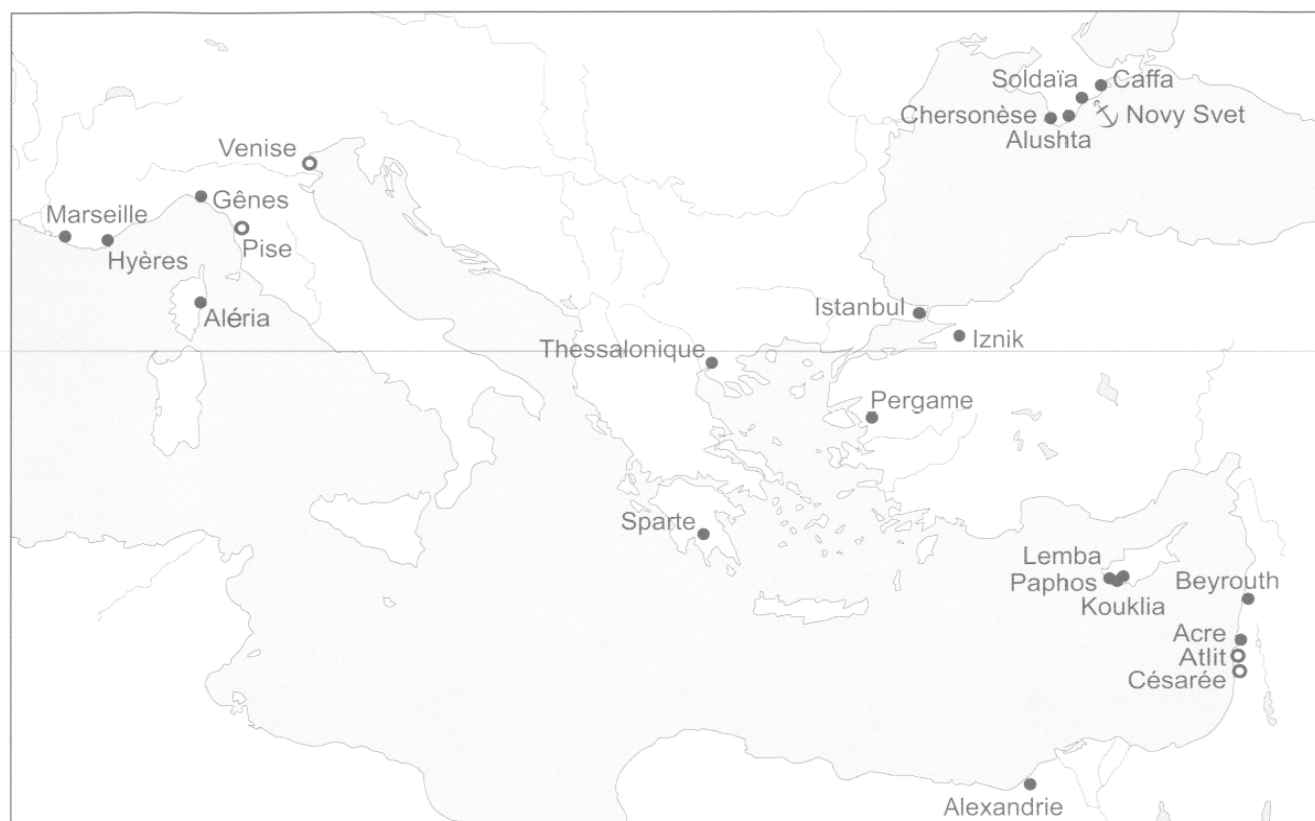 Soldaïa
Caffa
Chersonèse
Novy Svet
Alushta
Venise
Gênes
Marseille
Pise
Hyères
Aléria
Istanbul
Iznik
Thessalonique
Pergame
Sparte
Lemba
Paphos
Beyrouth
Kouklia
Acre
Atlit
Césarée
Alexandrie